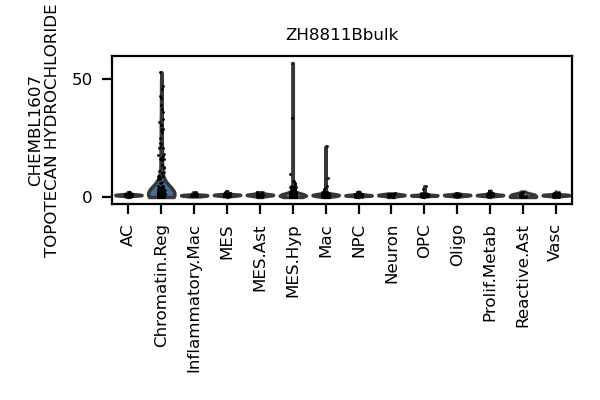 ZH8811Bbulk
CHEMBL1607
TOPOTECAN HYDROCHLORIDE
50
0
AC
Chromatin.Reg
Inflammatory.Mac
MES
MES.Ast
MES.Hyp
Mac
NPC
Neuron
OPC
Oligo
Prolif.Metab
Reactive.Ast
Vasc